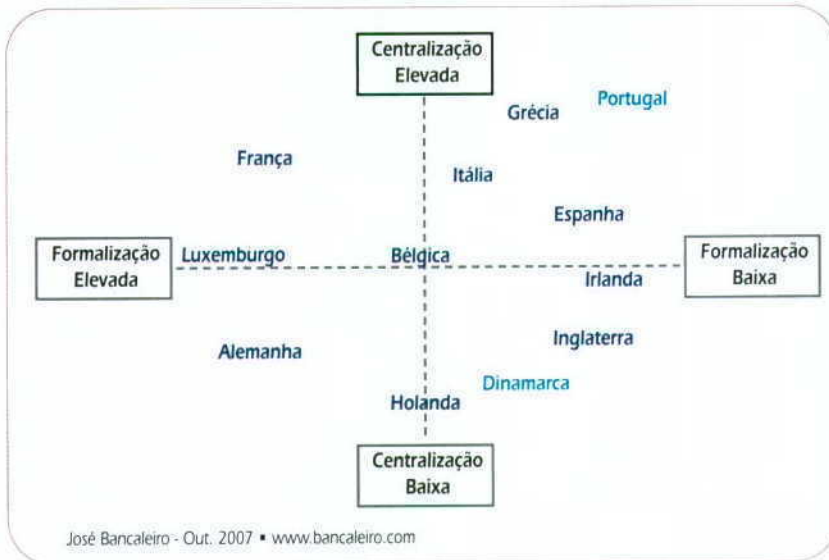 Centralização
Elevada
Portugal
Grécia
França
Itália
Espanha
Formalização
Elevada
Luxemburgo
Bélgica
Formalização
Baixa
Irlanda
Inglaterra
Alemanha
Dinamarca
Holanda
Centralização
Baixa
José Bancaleiro - Out. 2007 ▪ www.bancaleiro.com